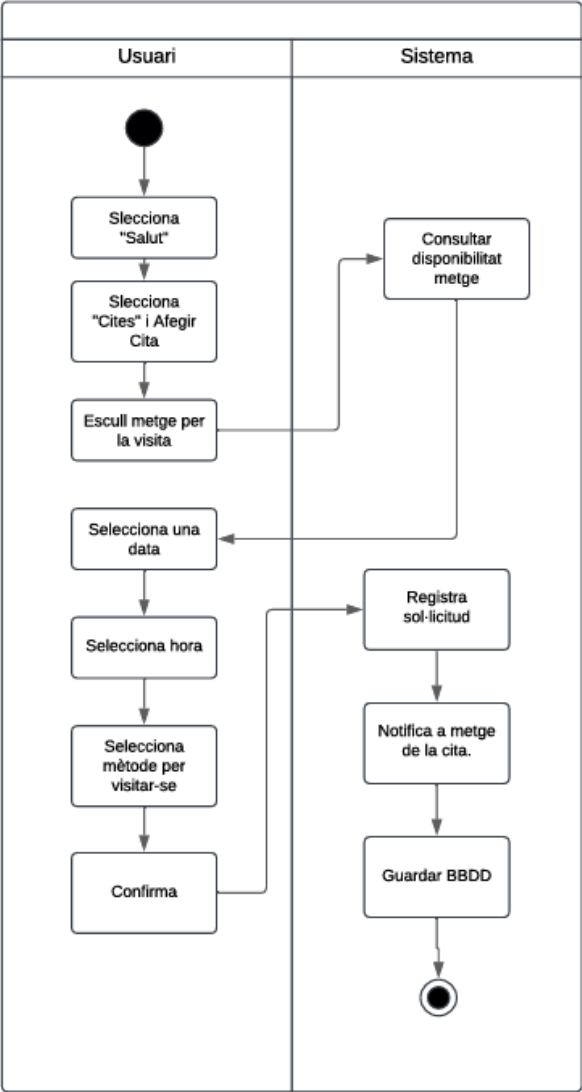 Usuari
Sistema
Slecciona
"Salut"
Slecciona
"Cites" i Afegir
Cita
Escull metge per
la visita
Consultar
disponibilitat
metge
Selecciona una
data
Selecciona hora
Selecciona
mètode per
visitar-se
Confirma
Registra
sol·licitud
Notifica a metge
de la cita.
Guardar BBDD